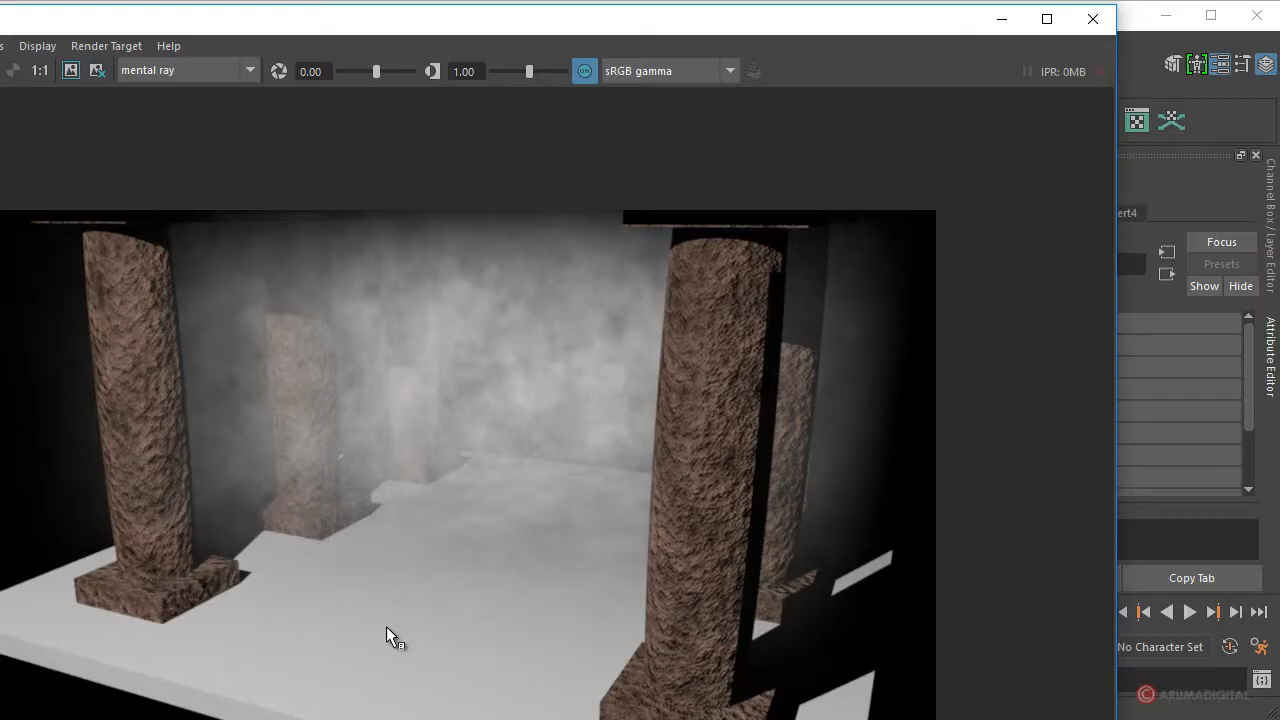 s Display Render Target Help
1:1 mental ray 0.00 1.00 ON sRGB gamma IPR: 0MB
Channel Box / Layer Editor
ert4
Focus
Presets
Show Hide
Attribute Editor
Copy Tab
No Character Set
© ARUMADIGITAL